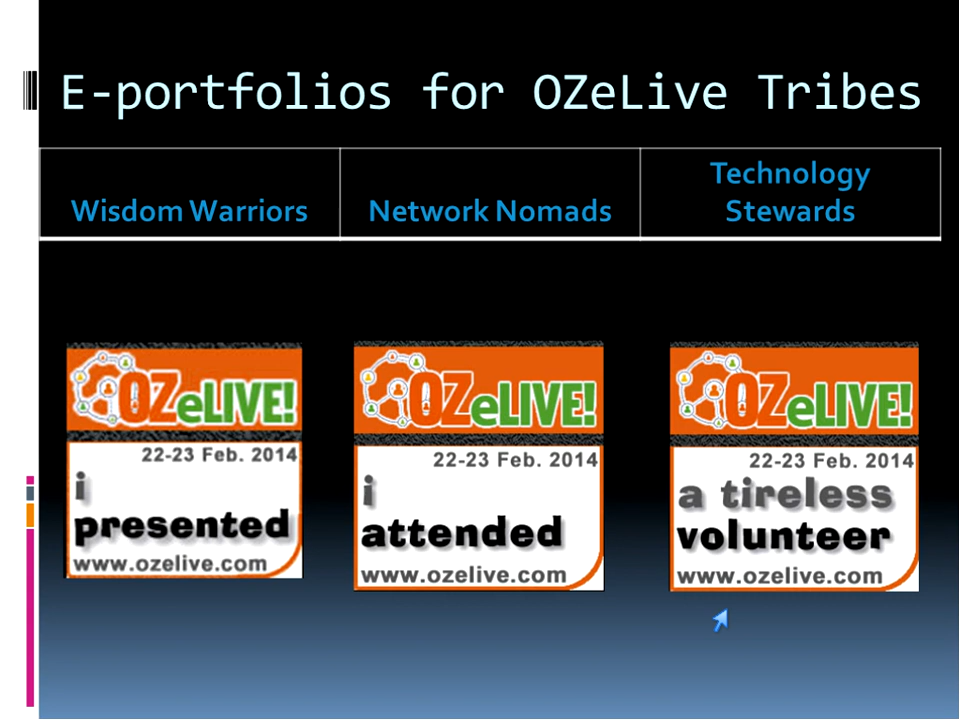 E-portfolios for OZeLive Tribes
Wisdom Warriors
Network Nomads
Technology
Stewards
OZeLIVE!
22-23 Feb. 2014
i
presented
www.ozelive.com
OZeLIVE!
22-23 Feb. 2014
i
attended
www.ozelive.com
OZeLIVE!
22-23 Feb. 2014
a tireless
volunteer
www.ozelive.com